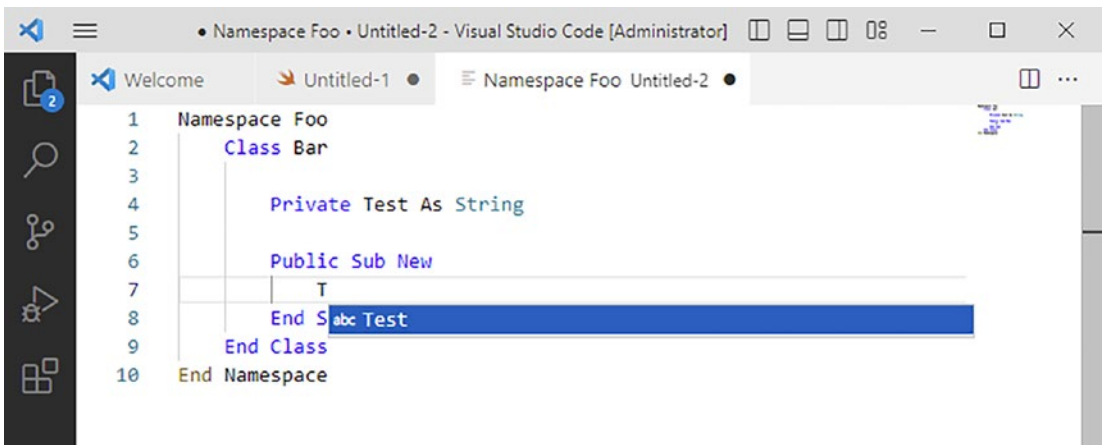 • Namespace Foo • Untitled-2 - Visual Studio Code [Administrator]
Welcome Untitled-1 ● Namespace Foo Untitled-2 ●
2
1 Namespace Foo
2 Class Bar
3
4 Private Test As String
5
6 Public Sub New
7 T
8 End S abc Test
9 End Class
10 End Namespace